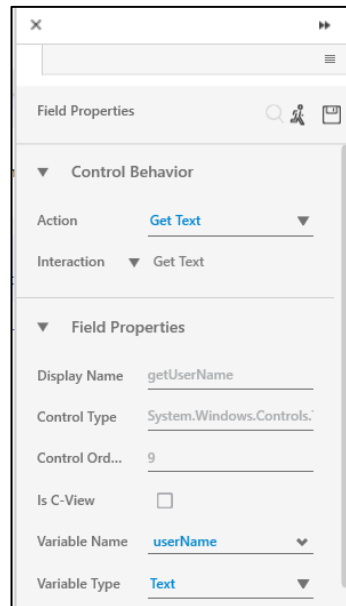 Field Properties
Control Behavior
Action Get Text
Interaction Get Text
Field Properties
Display Name getUserName
Control Type System.Windows.Controls.
Control Ord... 9
Is C-View
Variable Name userName
Variable Type Text